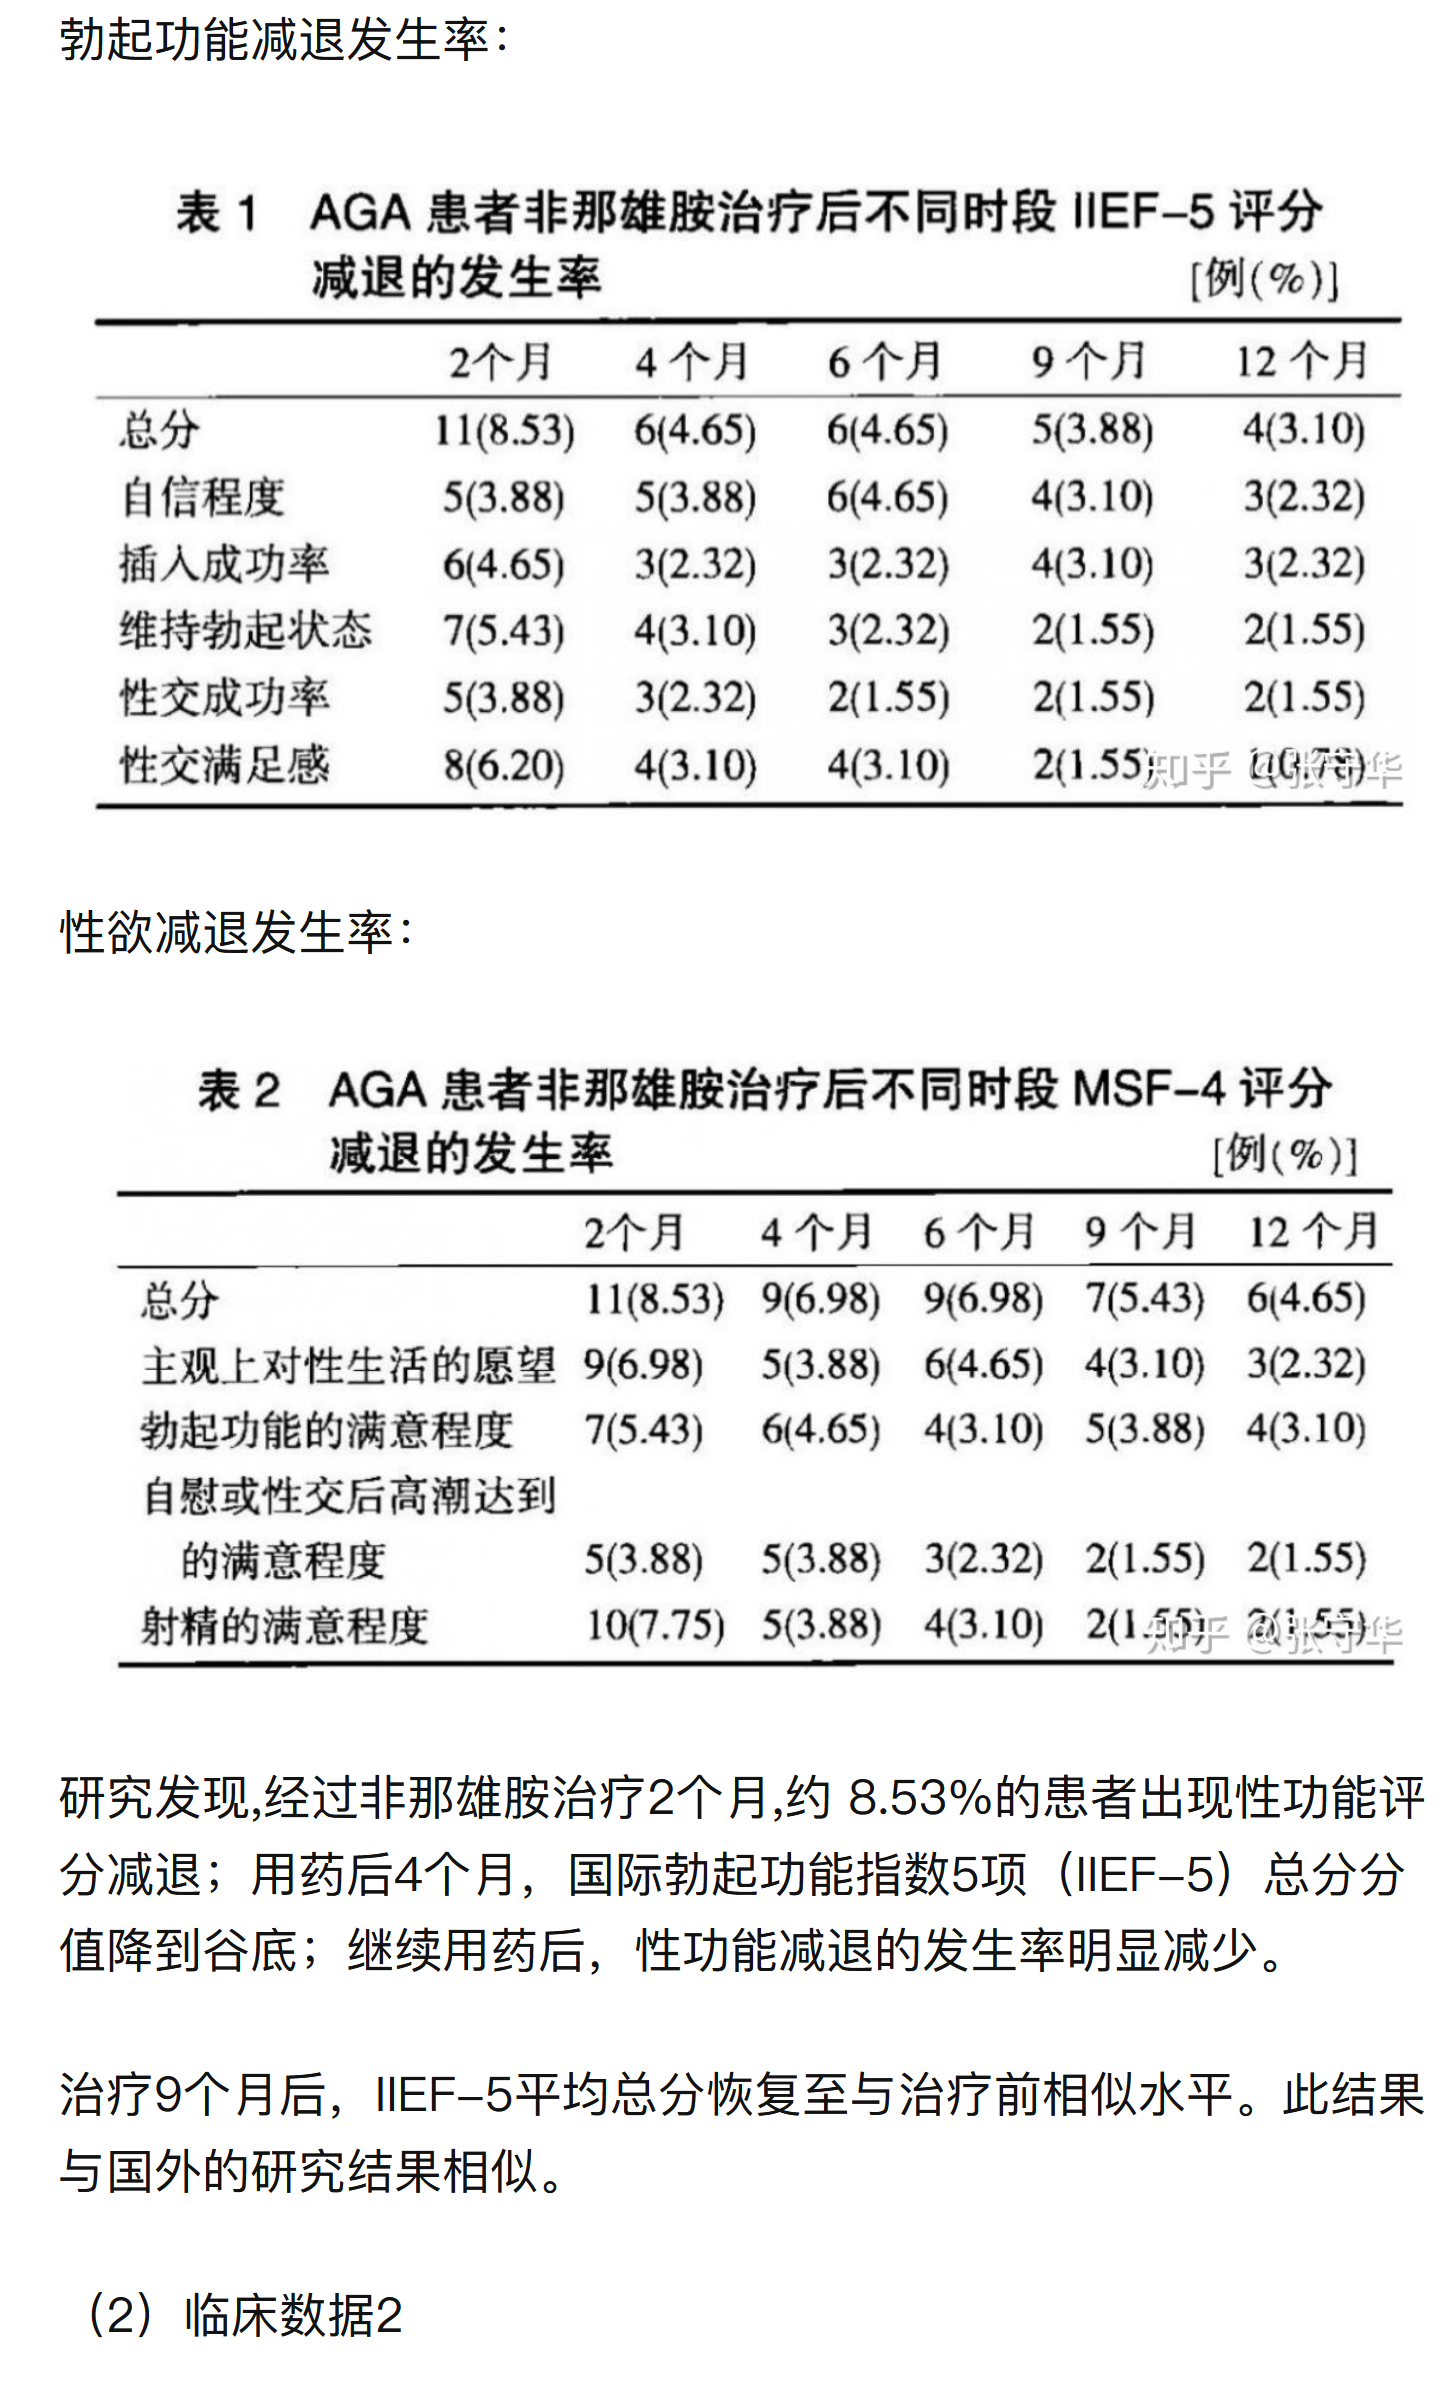 勃起功能减退发生率：
表 1 AGA 患者非那雄胺治疗后不同时段 IIEF-5 评分
减退的发生率 [例(%)]
2个月 4 个月 6 个月 9 个月 12 个月
总分 11(8.53) 6(4.65) 6(4.65) 5(3.88) 4(3.10)
自信程度 5(3.88) 5(3.88) 6(4.65) 4(3.10) 3(2.32)
插入成功率 6(4.65) 3(2.32) 3(2.32) 4(3.10) 3(2.32)
维持勃起状态 7(5.43) 4(3.10) 3(2.32) 2(1.55) 2(1.55)
性交成功率 5(3.88) 3(2.32) 2(1.55) 2(1.55) 2(1.55)
性交满足感 8(6.20) 4(3.10) 4(3.10) 2(1.55)
知乎 @张守华
性欲减退发生率：
表 2 AGA 患者非那雄胺治疗后不同时段 MSF-4 评分
减退的发生率 [例(%)]
2个月 4 个月 6 个月 9 个月 12 个月
总分 11(8.53) 9(6.98) 9(6.98) 7(5.43) 6(4.65)
主观上对性生活的愿望 9(6.98) 5(3.88) 6(4.65) 4(3.10) 3(2.32)
勃起功能的满意程度 7(5.43) 6(4.65) 4(3.10) 5(3.88) 4(3.10)
自慰或性交后高潮达到
的满意程度 5(3.88) 5(3.88) 3(2.32) 2(1.55) 2(1.55)
射精的满意程度 10(7.75) 5(3.88) 4(3.10) 2(1.55) 2(1.55)
知乎 @张守华
研究发现,经过非那雄胺治疗2个月,约 8.53%的患者出现性功能评
分减退；用药后4个月，国际勃起功能指数5项（IIEF-5）总分分
值降到谷底；继续用药后，性功能减退的发生率明显减少。
治疗9个月后，IIEF-5平均总分恢复至与治疗前相似水平。此结果
与国外的研究结果相似。
（2）临床数据2